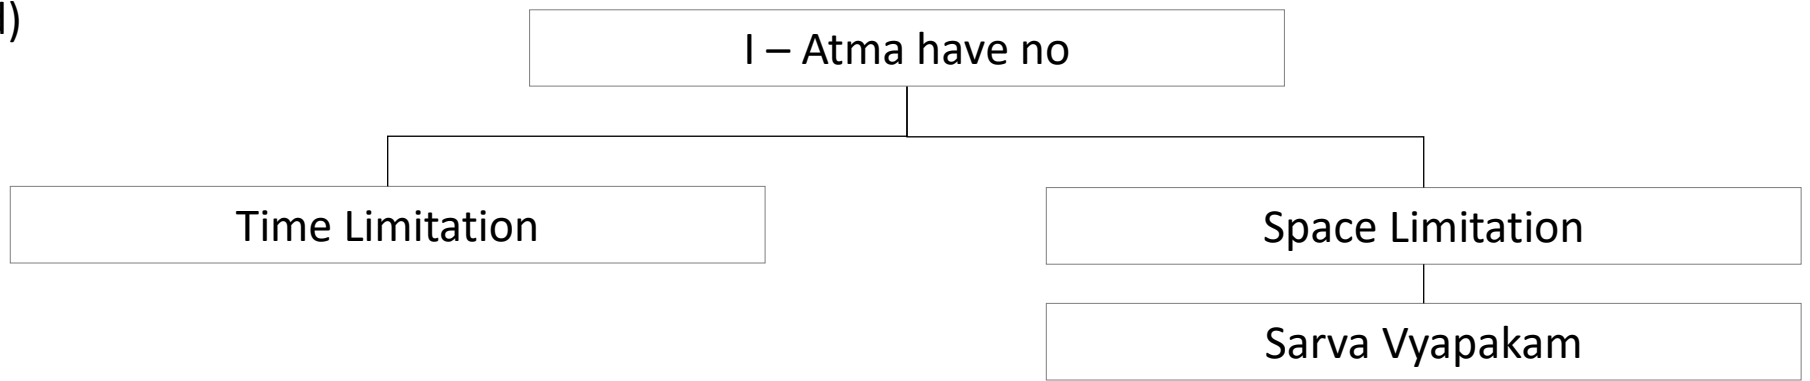 I – Atma have no
Time Limitation
Space Limitation
Sarva Vyapakam